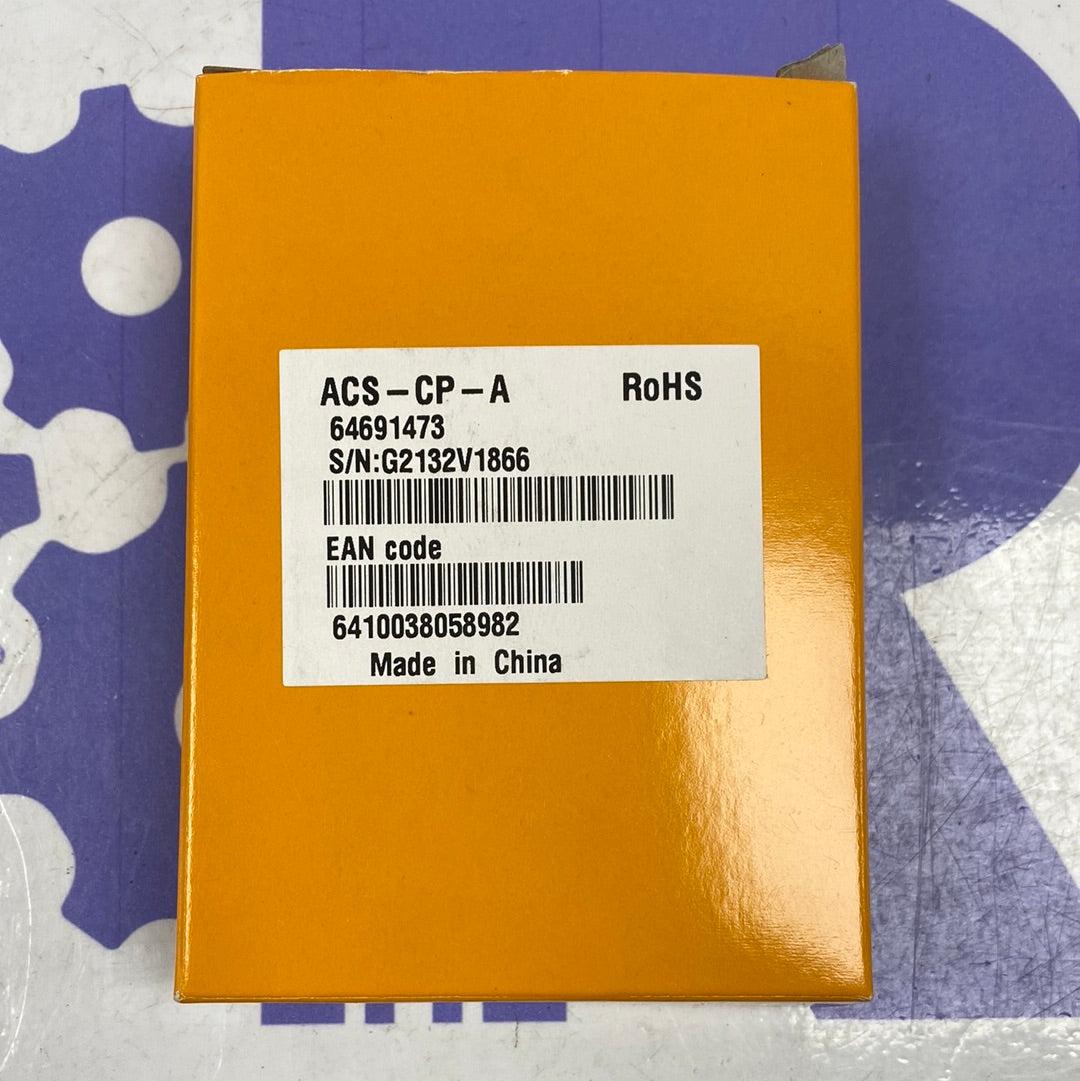 ACS-CP-A RoHS
64691473
S/N:G2132V1866
EAN code
6410038058982
Made in China